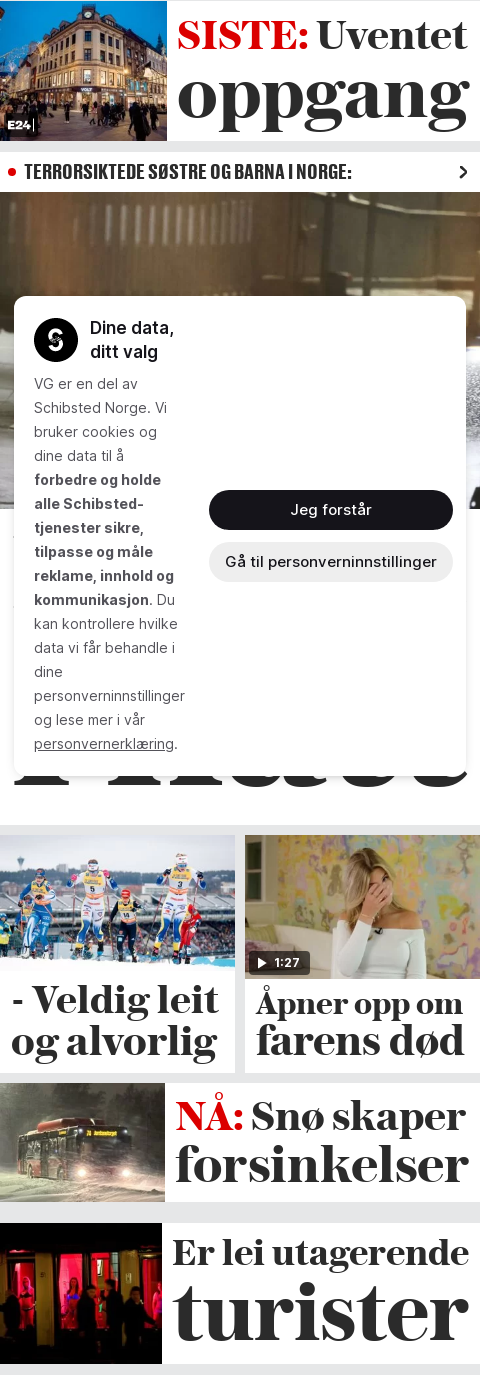 SISTE: Uventet
oppgang
VOLT
E24
TERRORSIKTEDE SØSTRE OG BARNA I NORGE:
Dine data,
ditt valg
VG er en del av
Schibsted Norge. Vi
bruker cookies og
dine data til å
forbedre og holde
alle Schibsted-
tjenester sikre,
tilpasse og måle
reklame, innhold og
kommunikasjon. Du
kan kontrollere hvilke
data vi får behandle i
dine
personverninnstillinger
og lese mer i vår
personvernerklæring.
Jeg forstår
Gå til personverninnstillinger
5
3
14
1:27
- Veldig leit
og alvorlig
Åpner opp om
farens død
NÅ: Snø skaper
forsinkelser
Er lei utagerende
turister